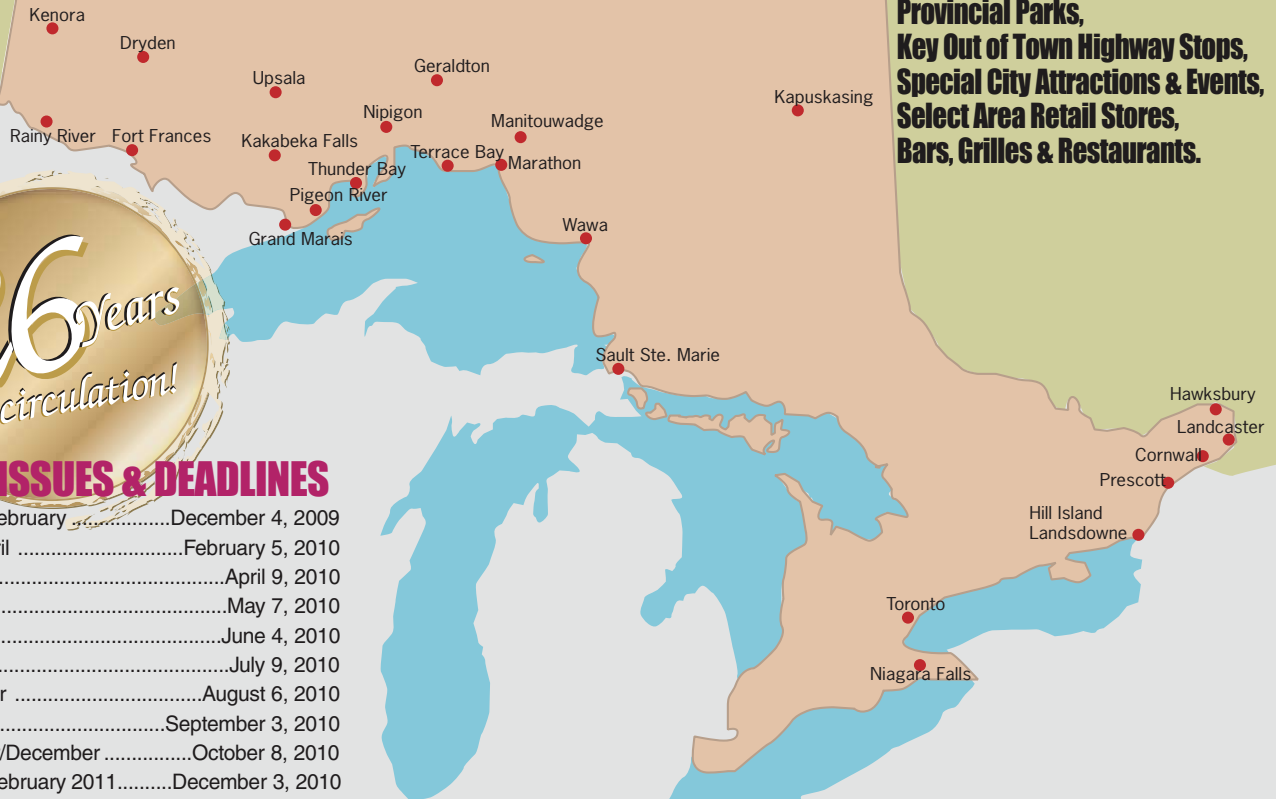 Provincial Parks,
Key Out of Town Highway Stops,
Special City Attractions & Events,
Select Area Retail Stores,
Bars, Grilles & Restaurants.
Kenora
Dryden
Upsala
Geraldton
Kapuskasing
Nipigon
Manitouwadge
Rainy River
Fort Frances
Kakabeka Falls
Terrace Bay
Marathon
Thunder Bay
Pigeon River
Grand Marais
Wawa
Sault Ste. Marie
Hawksbury
Landcaster
Cornwall
Prescott
Hill Island
Landsdowne
Toronto
Niagara Falls
6 Years
circulation!
ISSUES & DEADLINES
ebruary ..................December 4, 2009
il ..............................February 5, 2010
.........................................April 9, 2010
.........................................May 7, 2010
........................................June 4, 2010
..........................................July 9, 2010
r ..................................August 6, 2010
..............................September 3, 2010
/December ................October 8, 2010
ebruary 2011..........December 3, 2010